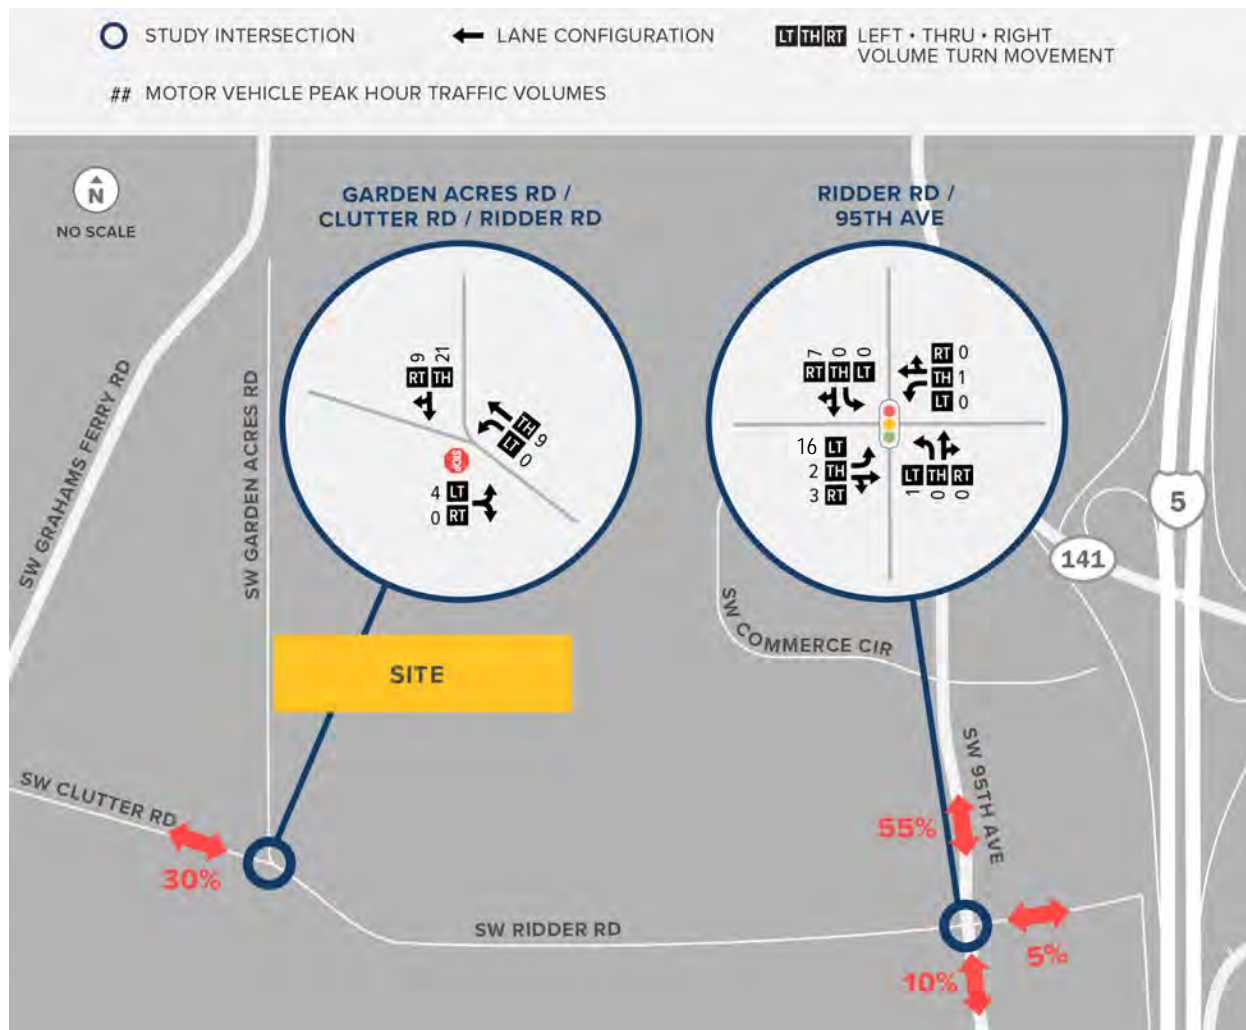 STUDY INTERSECTION
LANE CONFIGURATION
LT TH RT LEFT • THRU • RIGHT
VOLUME TURN MOVEMENT
## MOTOR VEHICLE PEAK HOUR TRAFFIC VOLUMES
N
NO SCALE
GARDEN ACRES RD /
CLUTTER RD / RIDDER RD
RIDDER RD /
95TH AVE
9 21
RT TH
TH 9
LT 0
STOP
4 LT
0 RT
7 0 0
RT TH LT
RT 0
TH 1
LT 0
16 LT
2 TH
3 RT
LT TH RT
1 0 0
SW GRAHAMS FERRY RD
SW GARDEN ACRES RD
5
141
SW COMMERCE CIR
SITE
SW 95TH AVE
SW CLUTTER RD
30%
55%
SW RIDDER RD
5%
10%